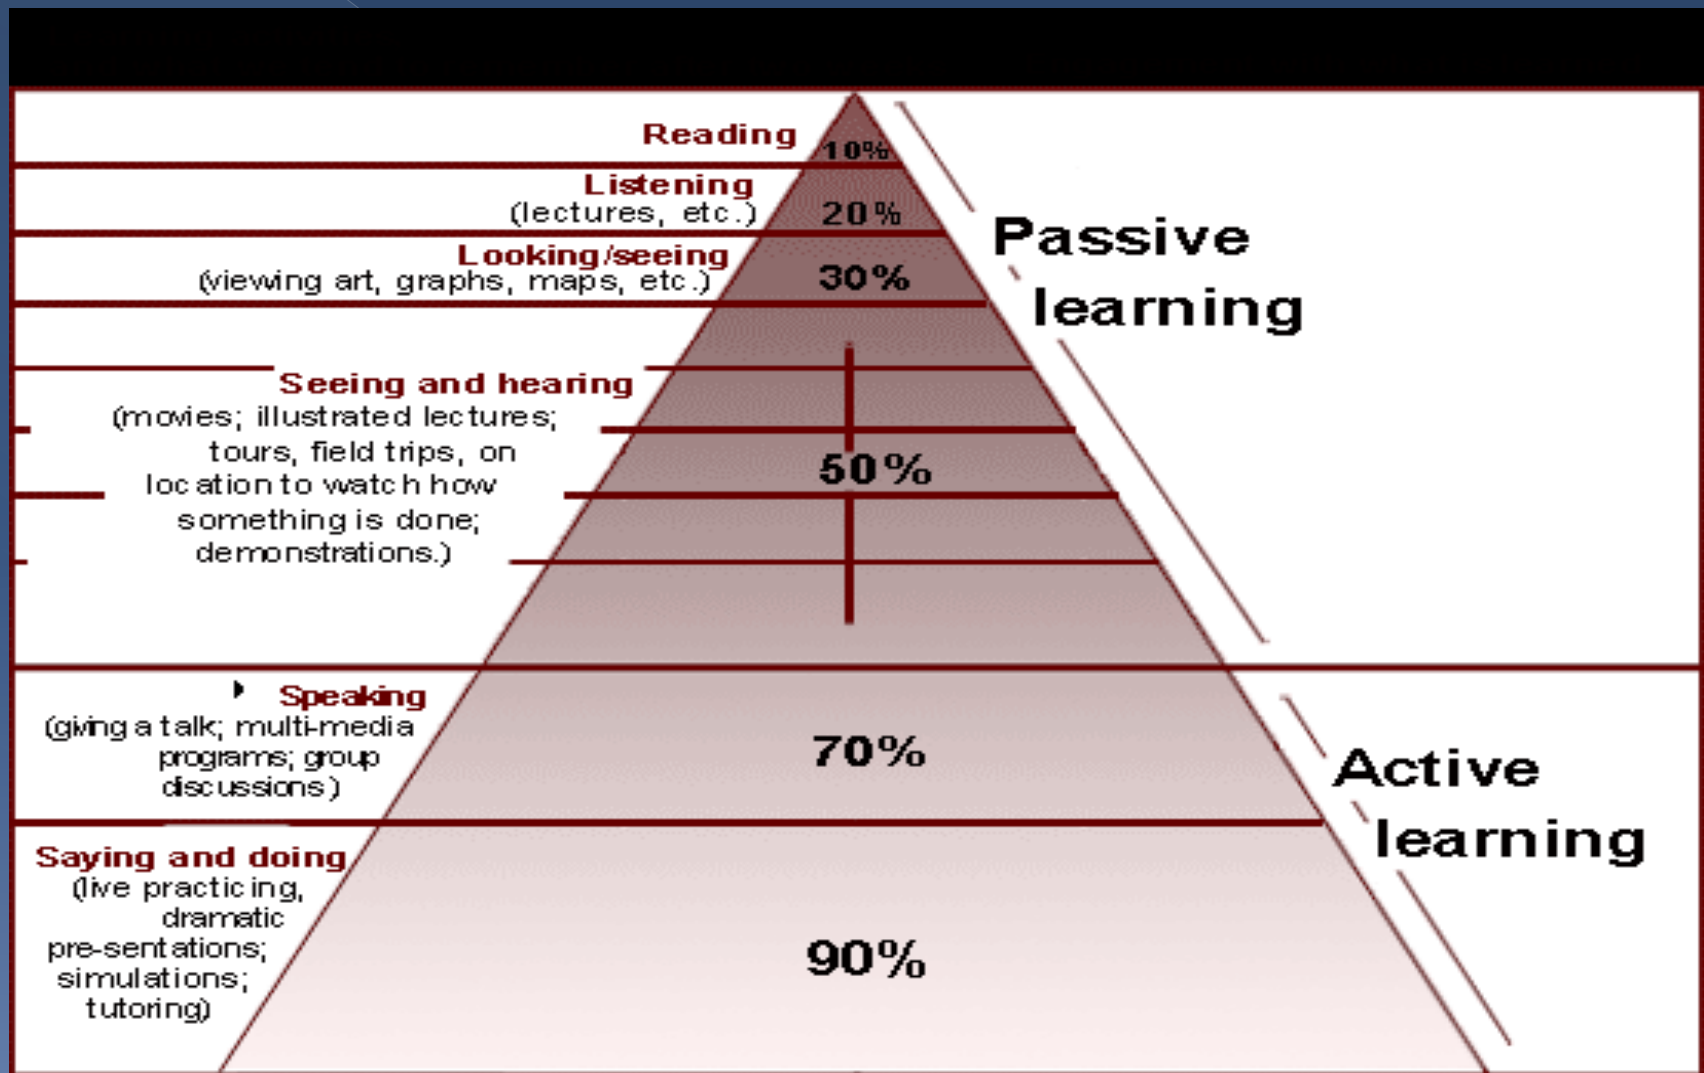 Reading
10%
Listening
(lectures, etc.)
20%
Looking/seeing
(viewing art, graphs, maps, etc.)
30%
Passive
learning
Seeing and hearing
(movies; illustrated lectures;
tours, field trips, on
location to watch how
something is done;
demonstrations.)
50%
Speaking
(giving a talk; multi-media
programs; group
discussions)
70%
Active
learning
Saying and doing
(live practicing,
dramatic
pre-sentations;
simulations;
tutoring)
90%